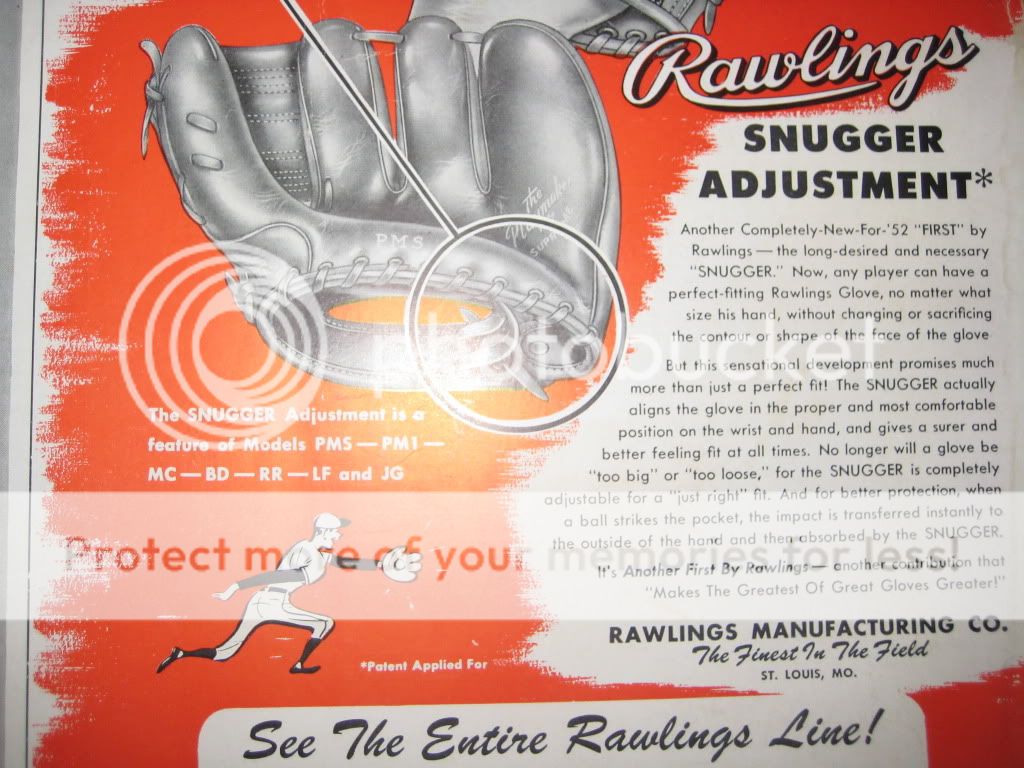 Rawlings
SNUGGER
ADJUSTMENT*
Another Completely-New-For-'52 "FIRST" by
Rawlings — the long-desired and necessary
"SNUGGER." Now, any player can have a
perfect-fitting Rawlings Glove, no matter what
size his hand, without changing or sacrificing
the contour or shape of the face of the glove
But this sensational development promises much
more than just a perfect fit! The SNUGGER actually
aligns the glove in the proper and most comfortable
position on the wrist and hand, and gives a surer and
better feeling fit at all times. No longer will a glove be
"too big" or "too loose," for the SNUGGER is completely
adjustable for a "just right" fit. And for better protection, when
a ball strikes the pocket, the impact is transferred instantly to
the outside of the hand and then absorbed by the SNUGGER.
It's Another First By Rawlings — another contribution that
"Makes The Greatest Of Great Gloves Greater!"
RAWLINGS MANUFACTURING CO.
The Finest In The Field
ST. LOUIS, MO.
The
Playmaker
PMS
The SNUGGER Adjustment is a
feature of Models PMS — PM1 —
MC — BD — RR — LF and JG
*Patent Applied For
See The Entire Rawlings Line!
photobucket
Protect more of your memories for less!